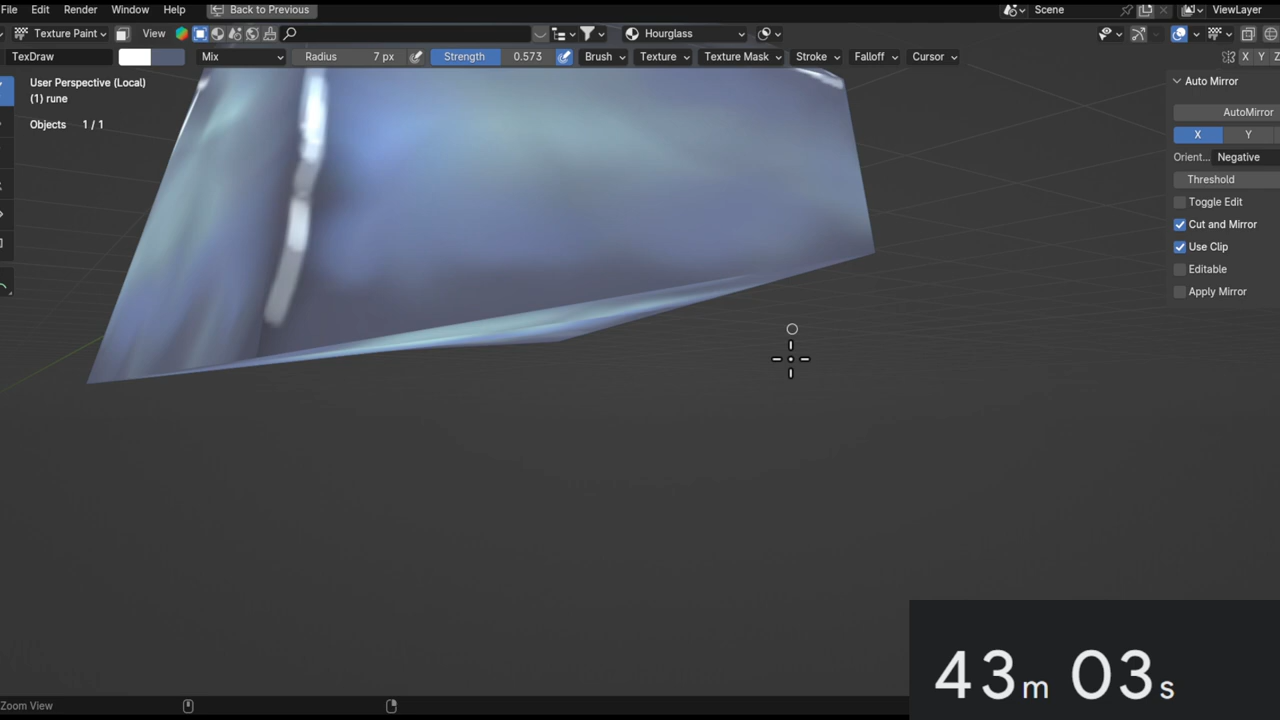 File Edit Render Window Help Back to Previous Scene ViewLayer
Texture Paint View Hourglass
TexDraw Mix Radius 7 px Strength 0.573 Brush Texture Texture Mask Stroke Falloff Cursor X Y Z
User Perspective (Local)
(1) rune
Objects 1 / 1
Auto Mirror
AutoMirror
X Y
Orient... Negative
Threshold
Toggle Edit
Cut and Mirror
Use Clip
Editable
Apply Mirror
43m 03s
Zoom View